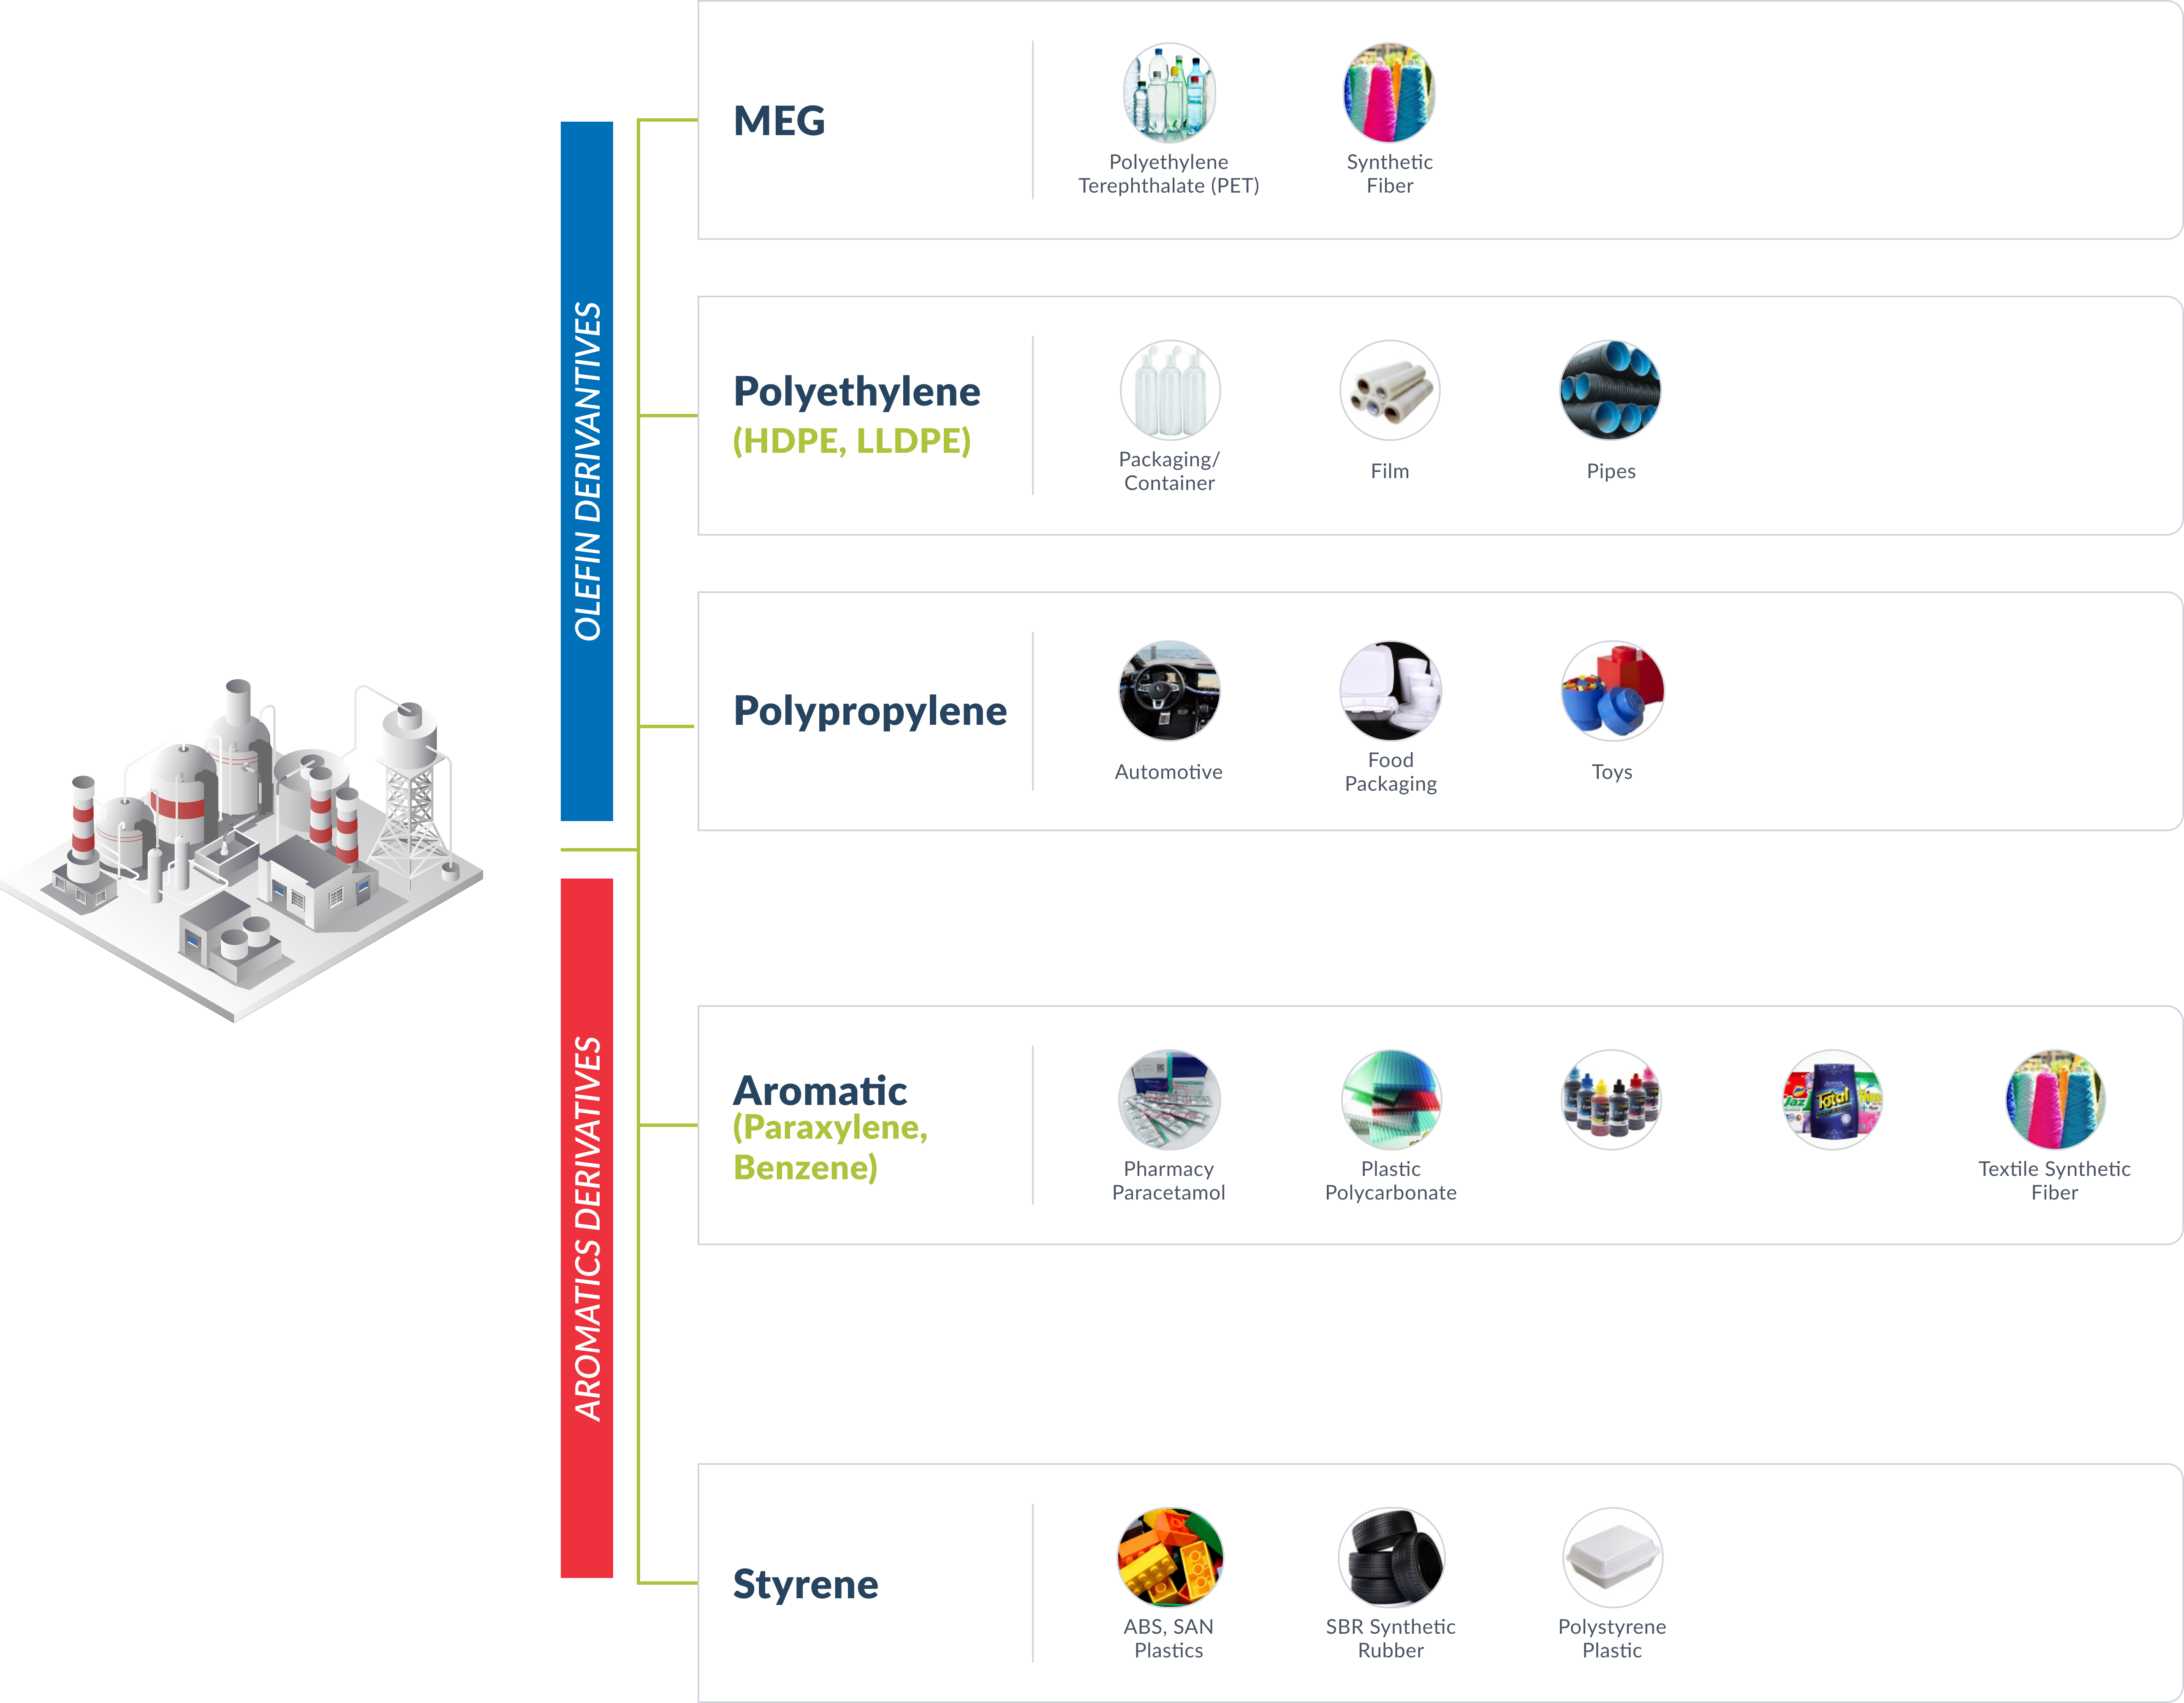 OLEFIN DERIVANTIVES
MEG
Polyethylene
Terephthalate (PET)
Synthetic
Fiber
Polyethylene
(HDPE, LLDPE)
Packaging/
Container
Film
Pipes
Polypropylene
Automotive
Food
Packaging
Toys
AROMATICS DERIVATIVES
Aromatic
(Paraxylene,
Benzene)
Pharmacy
Paracetamol
Plastic
Polycarbonate
Jaz
Total
Textile Synthetic
Fiber
Styrene
ABS, SAN
Plastics
SBR Synthetic
Rubber
Polystyrene
Plastic